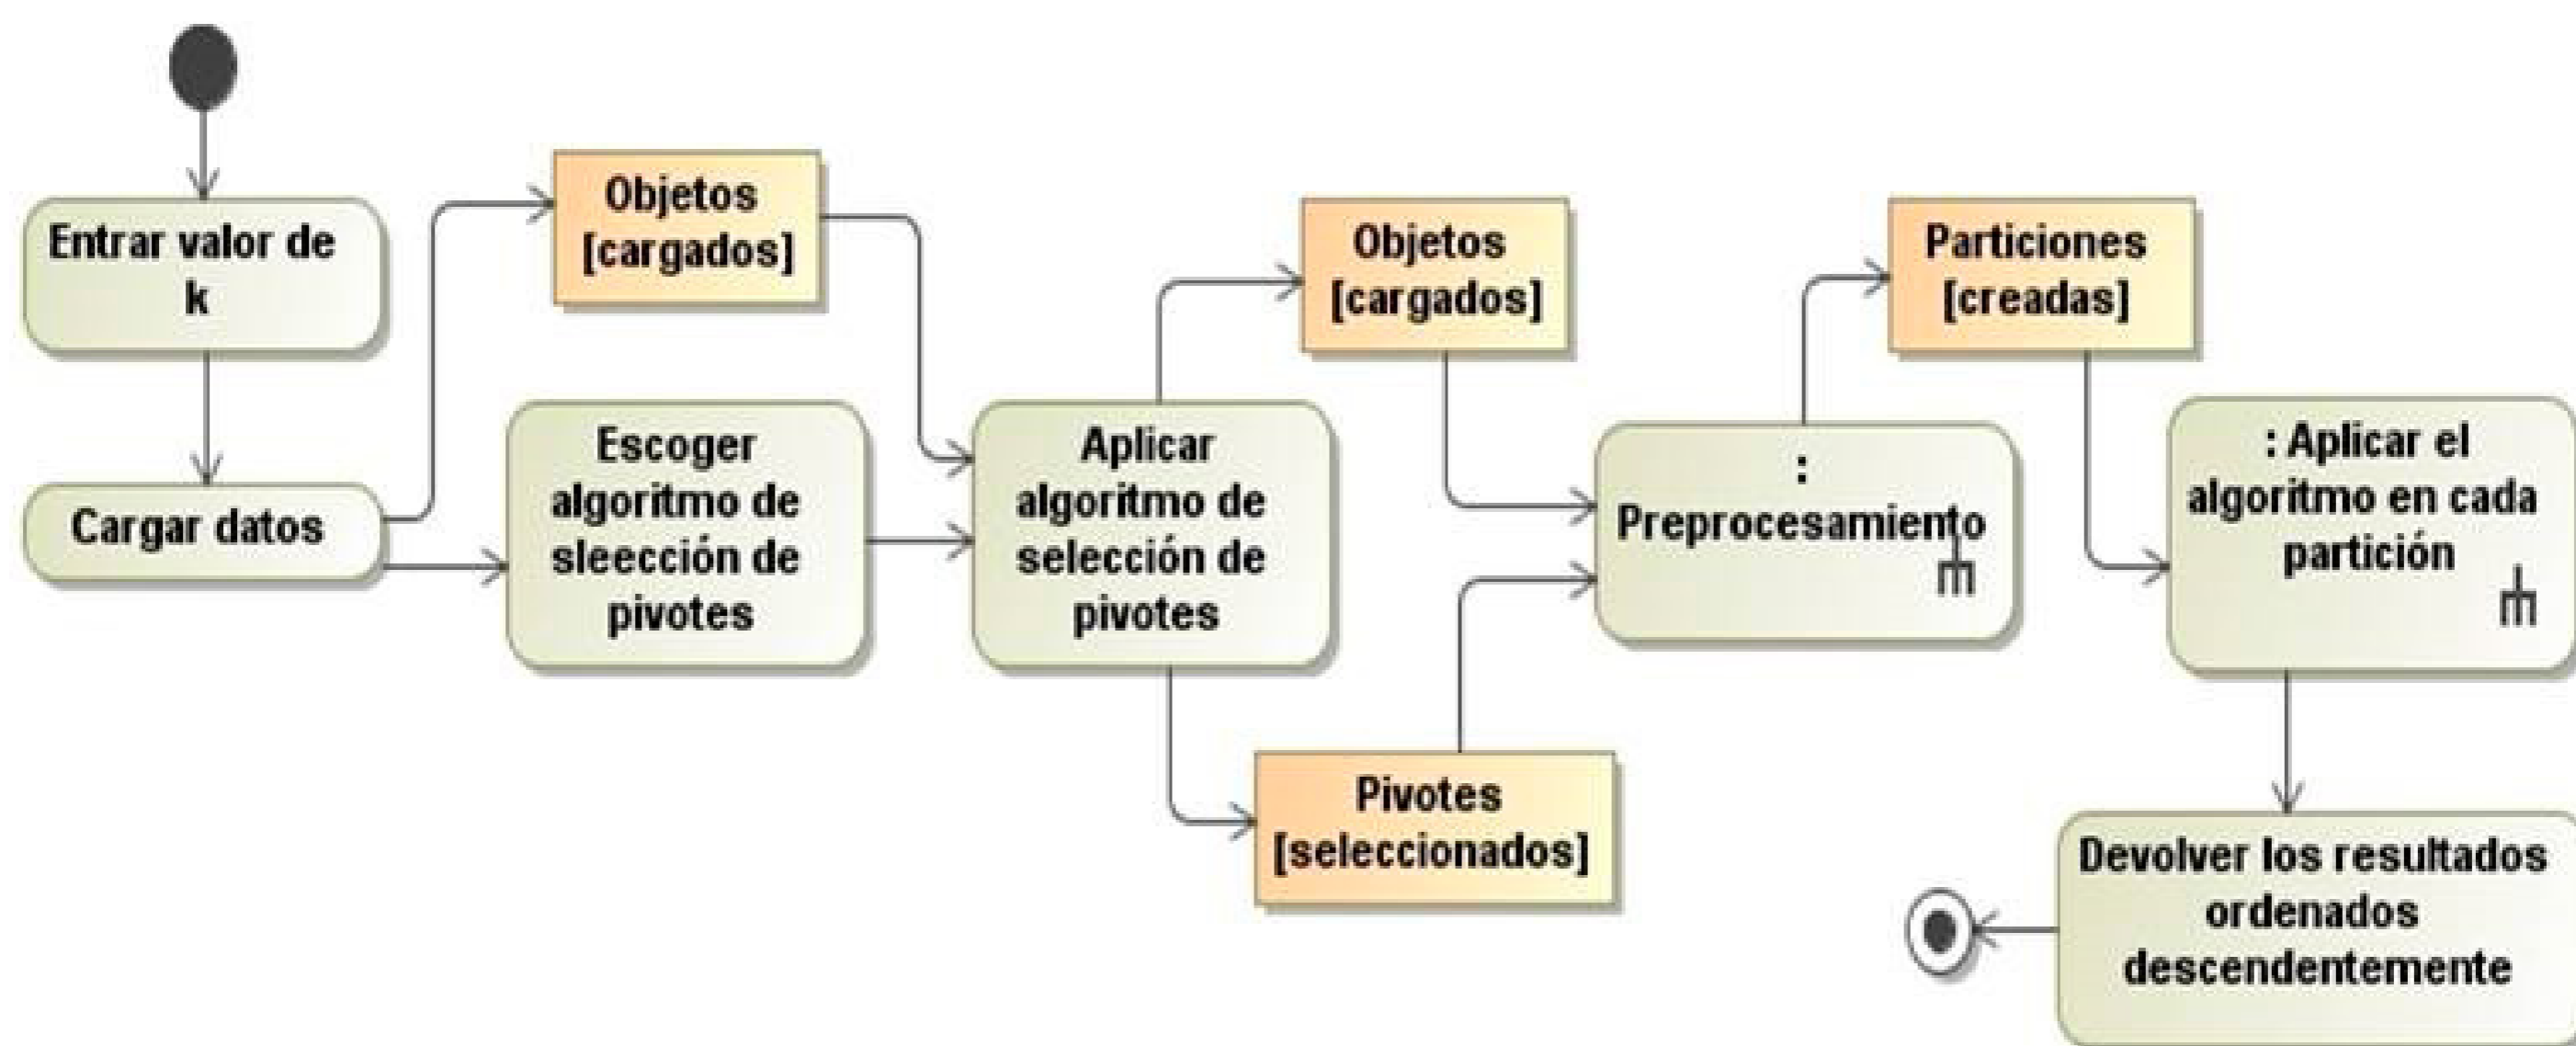 Entrar valor de
k
Cargar datos
Objetos
[cargados]
Escoger
algoritmo de
sleección de
pivotes
Aplicar
algoritmo de
selección de
pivotes
Objetos
[cargados]
Pivotes
[seleccionados]
:
Preprocesamiento
Particiones
[creadas]
: Aplicar el
algoritmo en cada
partición
Devolver los resultados
ordenados
descendentemente